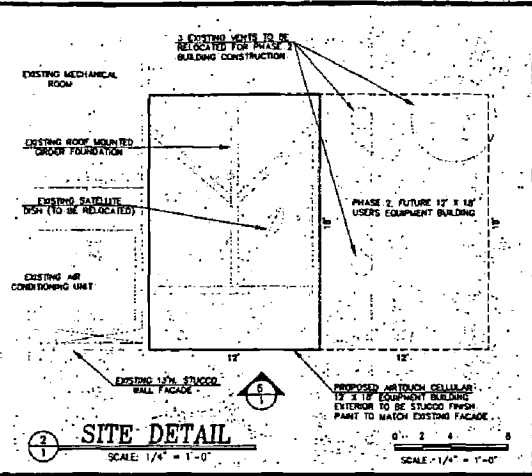 3 EXISTING VENTS TO BE
RELOCATED FOR PHASE 2
BUILDING CONSTRUCTION
EXISTING MECHANICAL
ROOM
EXISTING ROOF MOUNTED
GIRDER FOUNDATION
EXISTING SATELLITE
DISH (TO BE RELOCATED)
PHASE 2, FUTURE 12' X 18'
USERS EQUIPMENT BUILDING
18'
18'
EXISTING AIR
CONDITIONING UNIT
12'
12'
EXISTING 13'H. STUCCO
WALL FACADE
6
1
PROPOSED AIRTOUCH CELLULAR
12' X 18' EQUIPMENT BUILDING
EXTERIOR TO BE STUCCO FINISH
PAINT TO MATCH EXISTING FACADE
2
1
SITE DETAIL
SCALE: 1/4" = 1'-0"
0' 2 4 8
SCALE: 1/4" = 1'-0"